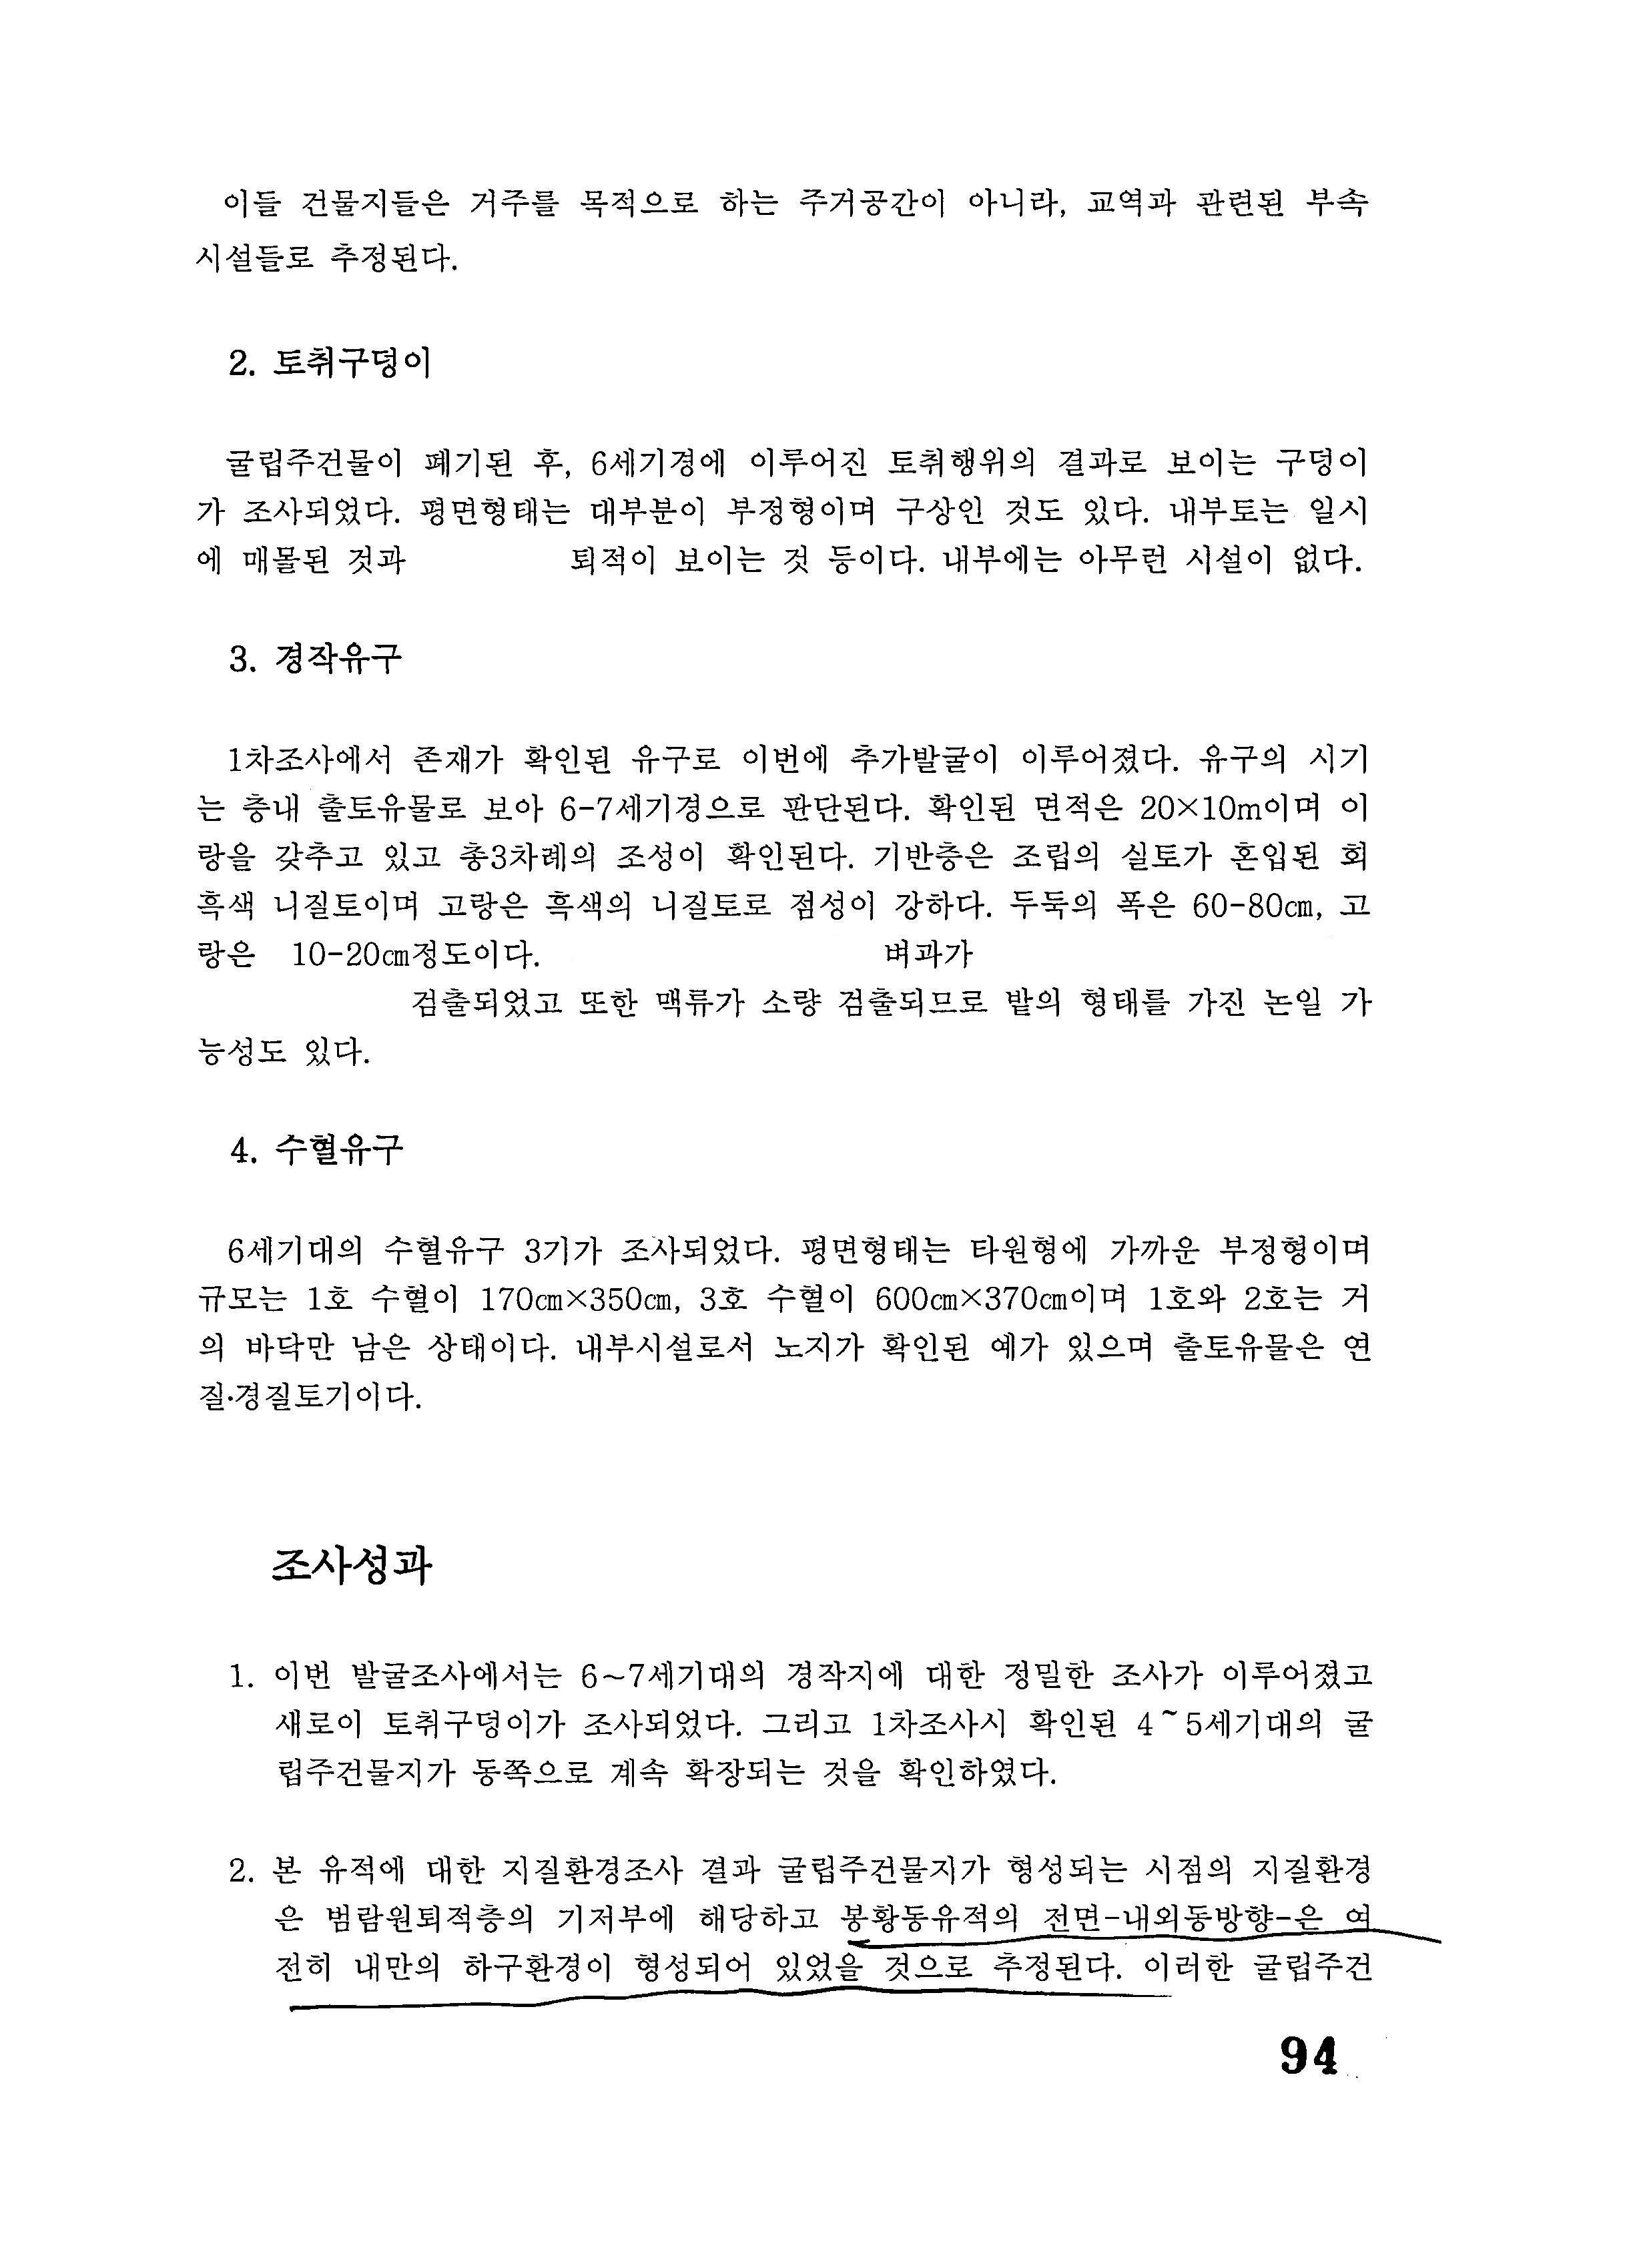 이들 건물지들은 거주를 목적으로 하는 주거공간이 아니라, 교역과 관련된 부속
시설들로 추정된다.
2. 토취구덩이
굴립주건물이 폐기된 후, 6세기경에 이루어진 토취행위의 결과로 보이는 구덩이
가 조사되었다. 평면형태는 대부분이 부정형이며 구상인 것도 있다. 내부토는 일시
에 매몰된 것과 퇴적이 보이는 것 등이다. 내부에는 아무런 시설이 없다.
3. 경작유구
1차조사에서 존재가 확인된 유구로 이번에 추가발굴이 이루어졌다. 유구의 시기
는 층내 출토유물로 보아 6-7세기경으로 판단된다. 확인된 면적은 20×10m이며 이
랑을 갖추고 있고 총3차례의 조성이 확인된다. 기반층은 조립의 실토가 혼입된 회
흑색 니질토이며 고랑은 흑색의 니질토로 점성이 강하다. 두둑의 폭은 60-80㎝, 고
랑은 10-20㎝정도이다. 벼과가
검출되었고 또한 맥류가 소량 검출되므로 밭의 형태를 가진 논일 가
능성도 있다.
4. 수혈유구
6세기대의 수혈유구 3기가 조사되었다. 평면형태는 타원형에 가까운 부정형이며
규모는 1호 수혈이 170㎝×350㎝, 3호 수혈이 600㎝×370㎝이며 1호와 2호는 거
의 바닥만 남은 상태이다. 내부시설로서 노지가 확인된 예가 있으며 출토유물은 연
질·경질토기이다.
조사성과
1. 이번 발굴조사에서는 6~7세기대의 경작지에 대한 정밀한 조사가 이루어졌고
새로이 토취구덩이가 조사되었다. 그리고 1차조사시 확인된 4~5세기대의 굴
립주건물지가 동쪽으로 계속 확장되는 것을 확인하였다.
2. 본 유적에 대한 지질환경조사 결과 굴립주건물지가 형성되는 시점의 지질환경
은 범람원퇴적층의 기저부에 해당하고 봉황동유적의 전면-내외동방향-은 여
전히 내만의 하구환경이 형성되어 있었을 것으로 추정된다. 이러한 굴립주건
94